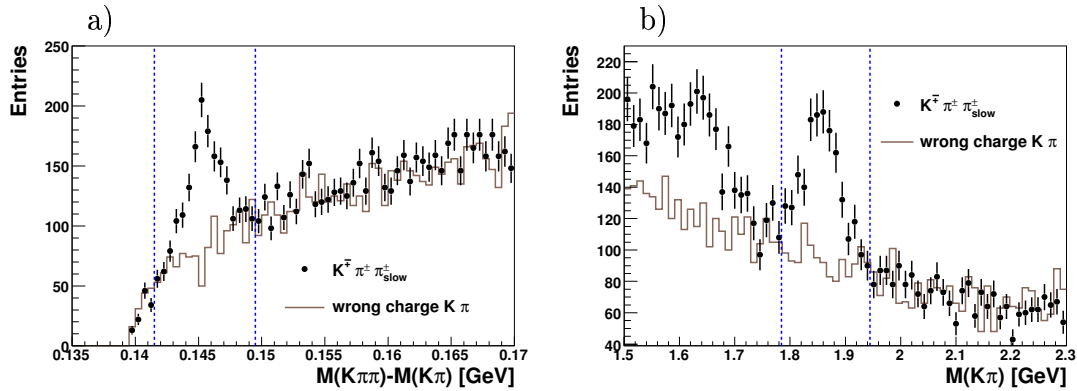 a)
Entries
250
200
150
100
50
0
K∓ π± π±slow
wrong charge K π
0.135 0.14 0.145 0.15 0.155 0.16 0.165 0.17
M(Kππ)-M(Kπ) [GeV]
b)
Entries
220
200
180
160
140
120
100
80
60
40
K∓ π± π±slow
wrong charge K π
1.5 1.6 1.7 1.8 1.9 2 2.1 2.2 2.3
M(Kπ) [GeV]